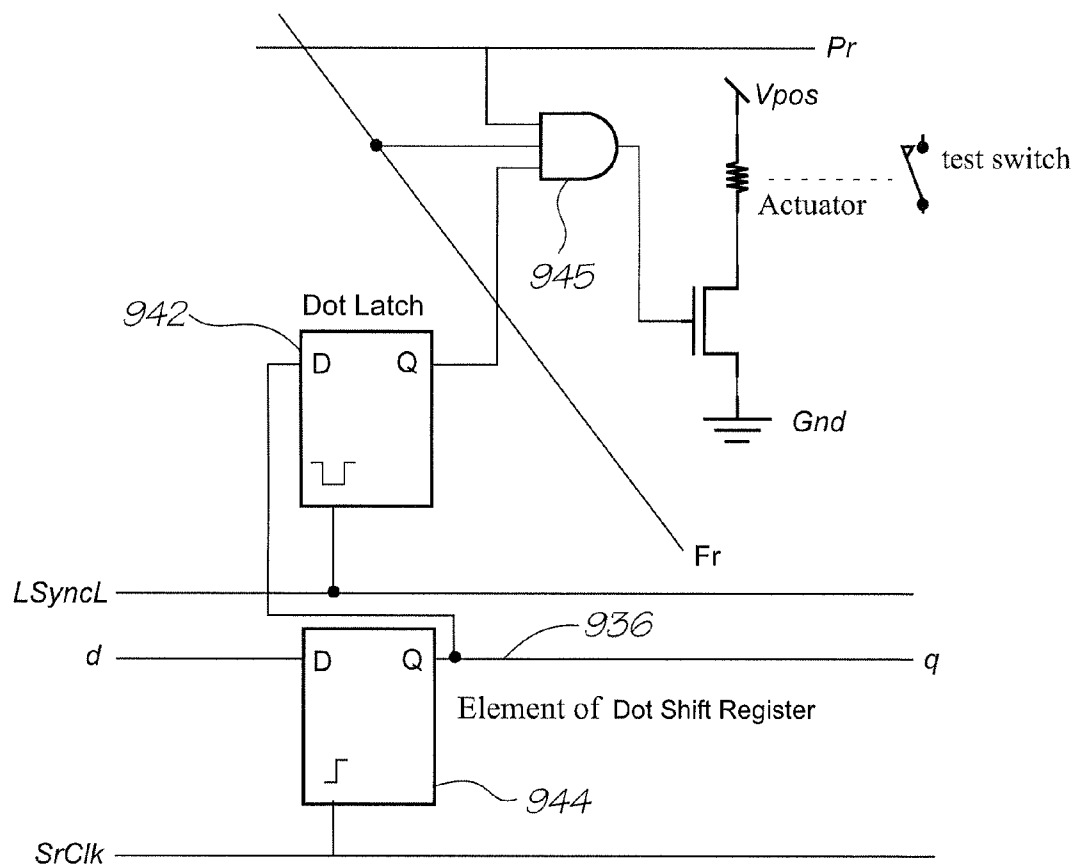 Pr
Vpos
test switch
Actuator
945
Dot Latch
942
D Q
Gnd
Fr
LSyncL
936
d
D Q
q
Element of Dot Shift Register
944
SrClk